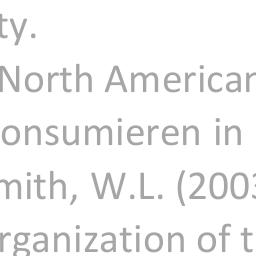 ty.
North American
onsumieren in
mith, W.L. (2003
rganization of t